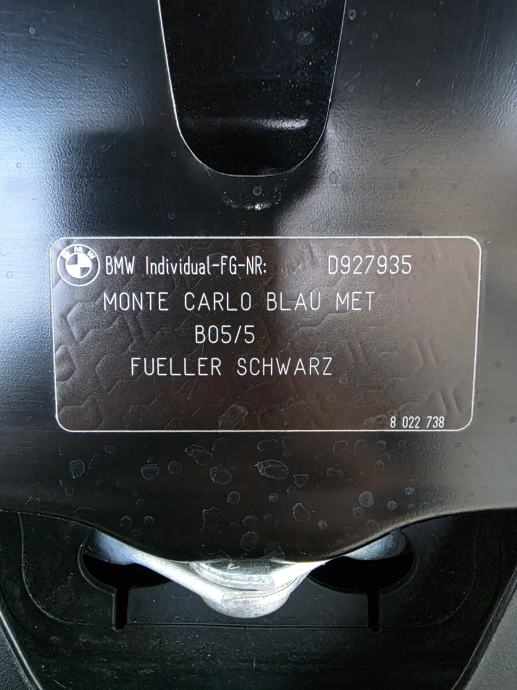 BMW BMW Individual-FG-NR: D927935
MONTE CARLO BLAU MET
B05/5
FUELLER SCHWARZ
8 022 738